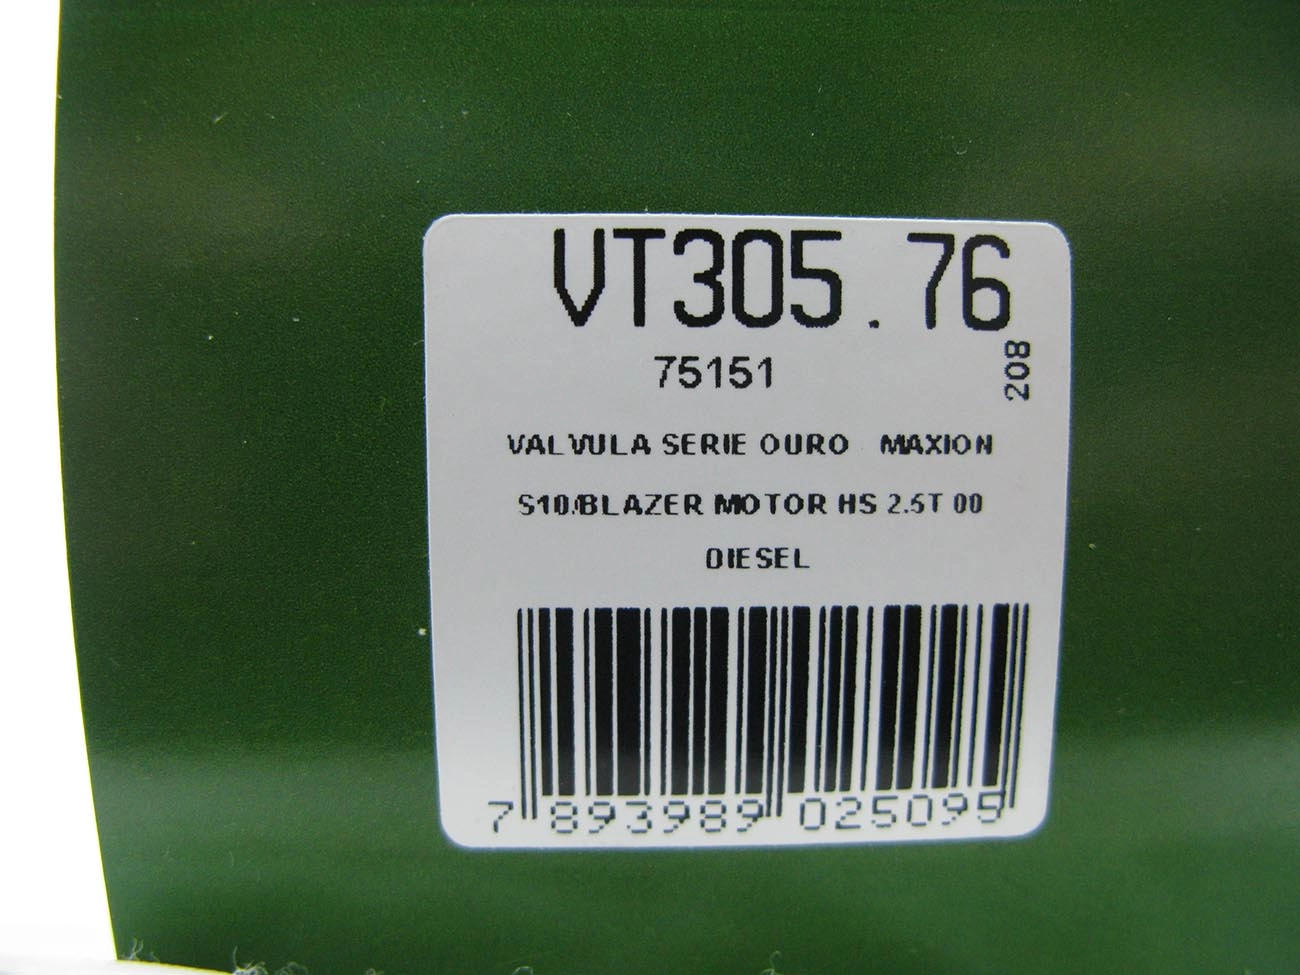 VT305.76
75151
208
VALVULA SERIE OURO MAXION
S10/BLAZER MOTOR HS 2.5T 00
DIESEL
7 893989 025095